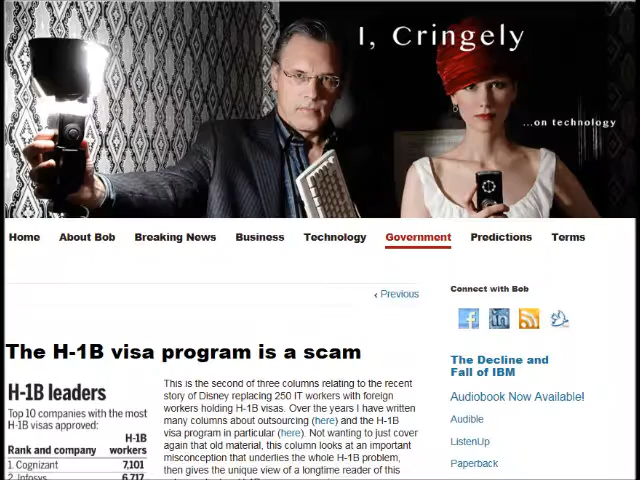 I, Cringely
...on technology
Home About Bob Breaking News Business Technology Government Predictions Terms
‹ Previous
Connect with Bob
The H-1B visa program is a scam
H-1B leaders
Top 10 companies with the most
H-1B visas approved:
H-1B
Rank and company workers
1. Cognizant 7,101
2. Infosys 6,717
This is the second of three columns relating to the recent
story of Disney replacing 250 IT workers with foreign
workers holding H-1B visas. Over the years I have written
many columns about outsourcing (here) and the H-1B
visa program in particular (here). Not wanting to just cover
again that old material, this column looks at an important
misconception that underlies the whole H-1B problem,
then gives the unique view of a longtime reader of this
The Decline and
Fall of IBM
Audiobook Now Available!
Audible
ListenUp
Paperback